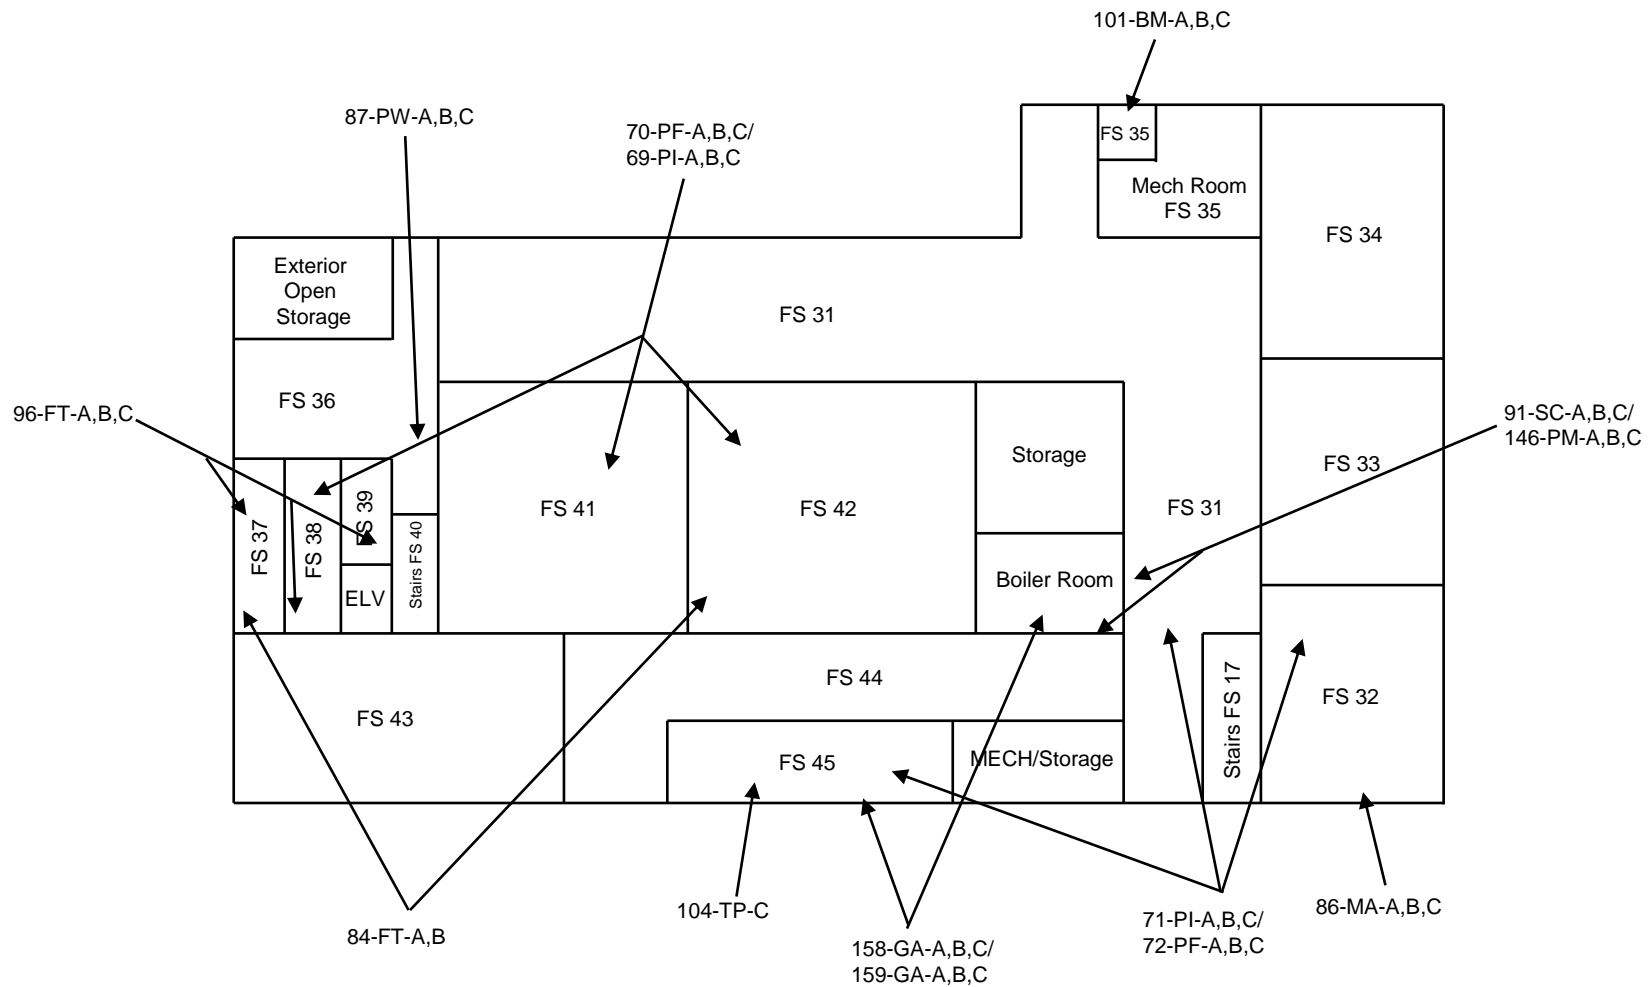 101-BM-A,B,C
87-PW-A,B,C
70-PF-A,B,C/
69-PI-A,B,C
FS 35
Mech Room
FS 35
FS 34
Exterior
Open
Storage
FS 31
FS 36
96-FT-A,B,C
91-SC-A,B,C/
146-PM-A,B,C
Storage
FS 33
FS 37
FS 38
FS 39
Stairs FS 40
FS 41
FS 42
FS 31
Boiler Room
ELV
FS 44
FS 43
FS 32
Stairs FS 17
FS 45
MECH/Storage
104-TP-C
86-MA-A,B,C
84-FT-A,B
158-GA-A,B,C/
159-GA-A,B,C
71-PI-A,B,C/
72-PF-A,B,C